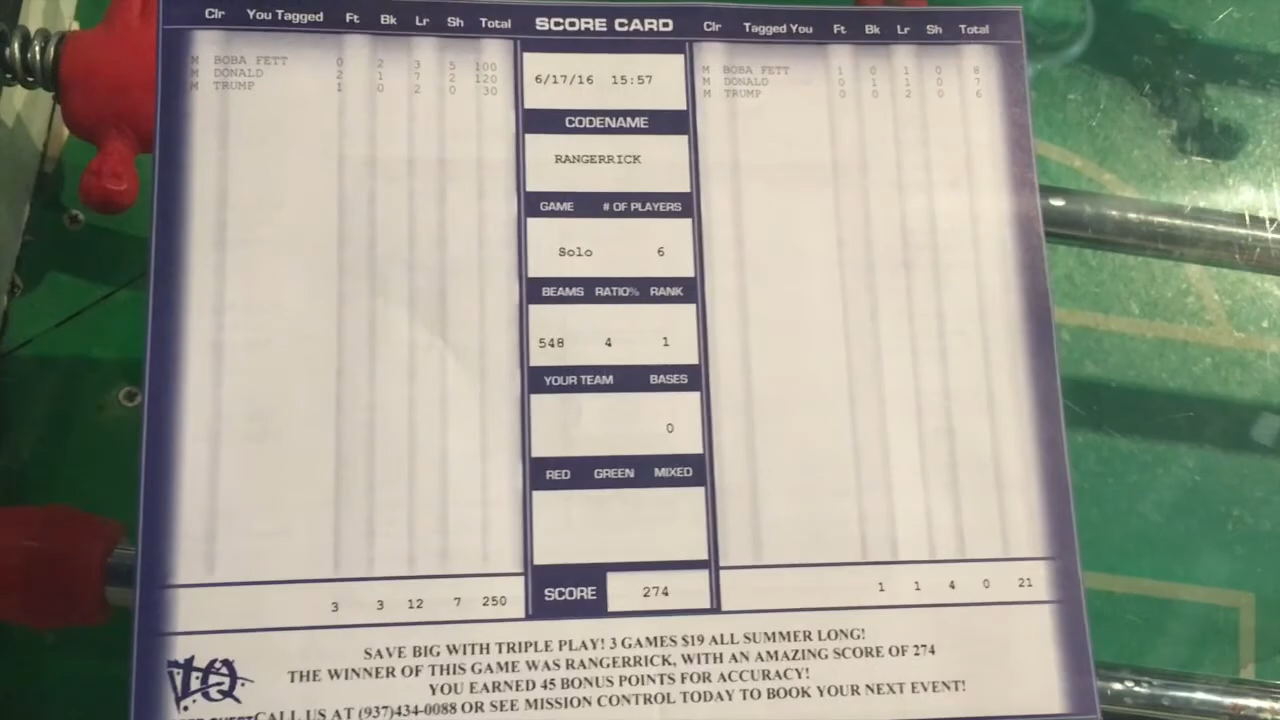 Clr You Tagged Ft Bk Lr Sh Total
M BOBA FETT 0 2 3 5 100
M DONALD 2 1 7 2 120
M TRUMP 1 0 2 0 30
3 3 12 7 250
SCORE CARD
6/17/16 15:57
CODENAME
RANGERRICK
GAME # OF PLAYERS
Solo 6
BEAMS RATIO% RANK
548 4 1
YOUR TEAM BASES
0
RED GREEN MIXED
SCORE 274
Clr Tagged You Ft Bk Lr Sh Total
M BOBA FETT 1 0 1 0 8
M DONALD 0 1 1 0 7
M TRUMP 0 0 2 0 6
1 1 4 0 21
SAVE BIG WITH TRIPLE PLAY! 3 GAMES $19 ALL SUMMER LONG!
THE WINNER OF THIS GAME WAS RANGERRICK, WITH AN AMAZING SCORE OF 274
YOU EARNED 45 BONUS POINTS FOR ACCURACY!
CALL US AT (937)434-0088 OR SEE MISSION CONTROL TODAY TO BOOK YOUR NEXT EVENT!
LQ